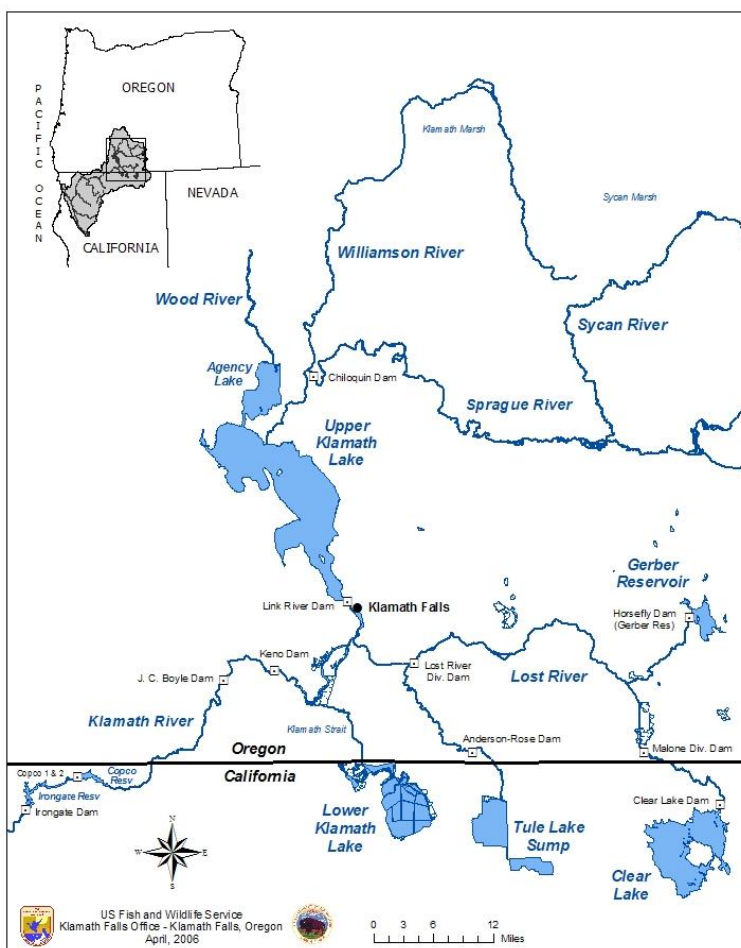 OREGON
PACIFIC OCEAN
NEVADA
CALIFORNIA
Klamath Marsh
Sycan Marsh
Williamson River
Wood River
Sycan River
Agency
Lake
Chiloquin Dam
Sprague River
Upper
Klamath
Lake
Gerber
Reservoir
Link River Dam
Klamath Falls
Horsefly Dam
(Gerber Res)
Keno Dam
Lost River
Div. Dam
Lost River
J. C. Boyle Dam
Klamath River
Klamath Strait
Anderson-Rose Dam
Oregon
Malone Div. Dam
California
Copco 1 & 2
Copco
Resv
Irongate Resv
Irongate Dam
Clear Lake Dam
Lower
Klamath
Lake
Tule Lake
Sump
Clear
Lake
N
W
E
S
US Fish and Wildlife Service
Klamath Falls Office - Klamath Falls, Oregon
April, 2006
0 3 6 12
Miles